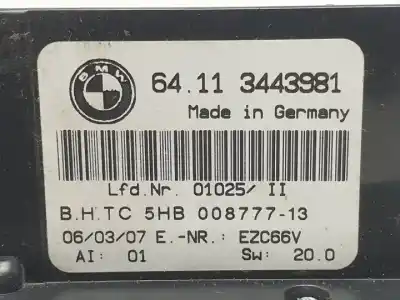 BMW
64.11 3443981
Made in Germany
Lfd.Nr. 01025/ II
B.H.TC 5HB 008777-13
06/03/07 E.-NR.: EZC66V
AI: 01 Sw: 20.0